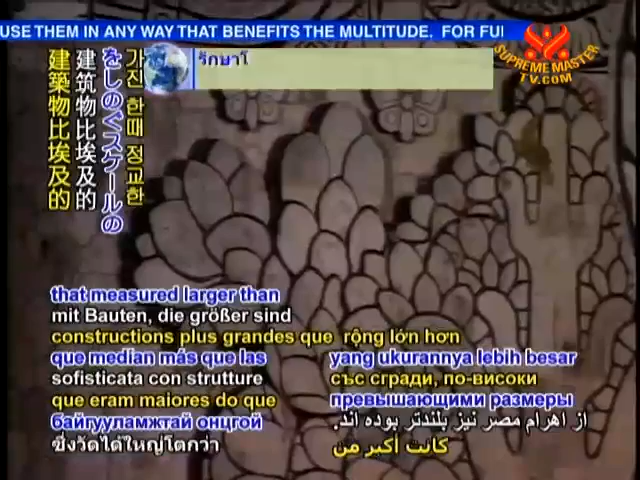 USE THEM IN ANY WAY THAT BENEFITS THE MULTITUDE. FOR FU
รักษาโ
SUPREME MASTER
TV.COM
가진 한때 정교한
をしのぐスケールの
建筑物比埃及的
建築物比埃及的
that measured larger than
mit Bauten, die größer sind
constructions plus grandes que
rộng lớn hơn
que median más que las
yang ukurannya lebih besar
sofisticata con strutture
със сгради, по-високи
que eram maiores do que
превышающими размеры
байгууламжтай онцгой
از اهرام مصر نیز بلندتر بوده اند.
ซึ่งวัดได้ใหญ่โตกว่า
كانت أكبر من